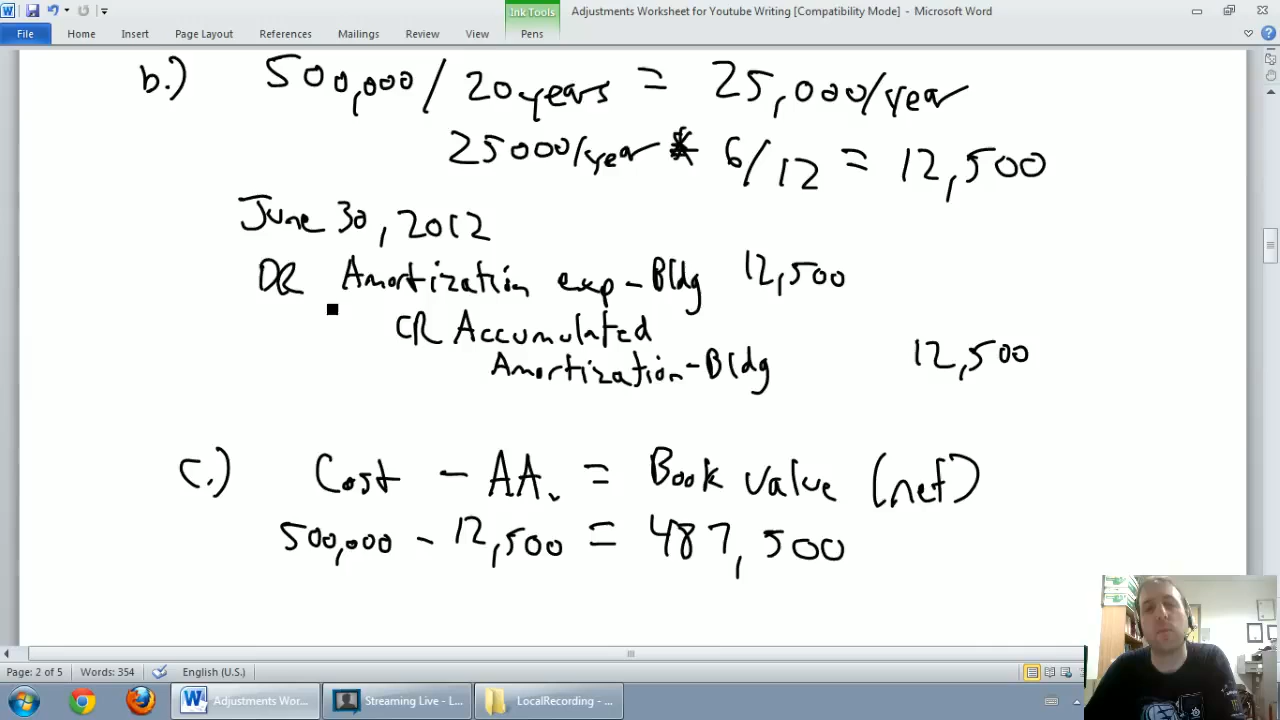 Ink Tools
Adjustments Worksheet for Youtube Writing [Compatibility Mode] - Microsoft Word
File Home Insert Page Layout References Mailings Review View Pens
b.) 500,000/20 years = 25,000/year
25000/year * 6/12 = 12,500
June 30, 2012
DR Amortization exp - Bldg 12,500
CR Accumulated
Amortization - Bldg 12,500
c.) Cost - AA. = Book value (net)
500,000 - 12,500 = 487,500
Page: 2 of 5 Words: 354 English (U.S.)
Adjustments Wor... Streaming Live - L... LocalRecording - ...